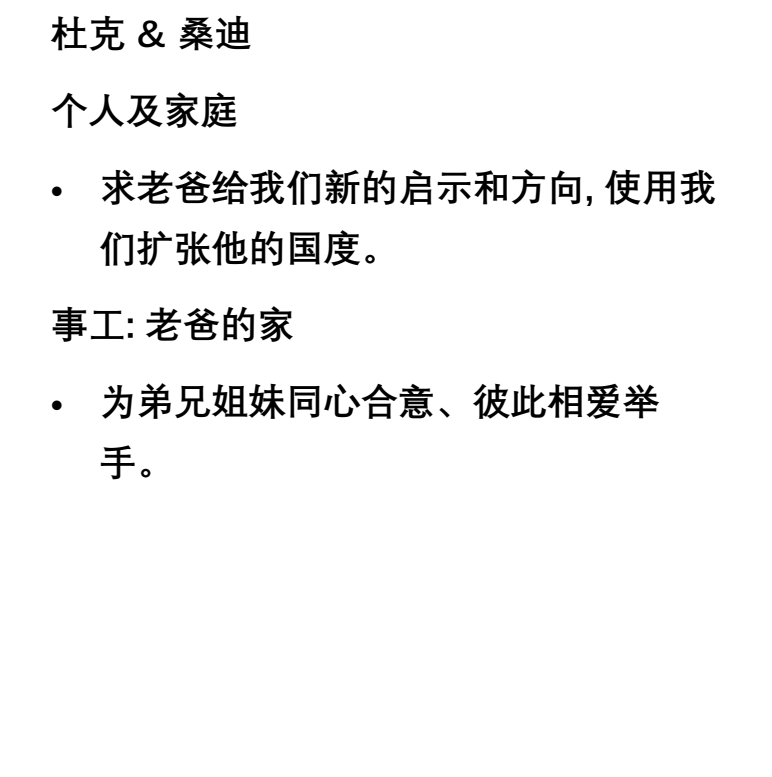 杜克 & 桑迪
个人及家庭
• 求老爸给我们新的启示和方向, 使用我
们扩张他的国度。
事工: 老爸的家
• 为弟兄姐妹同心合意、彼此相爱举
手。